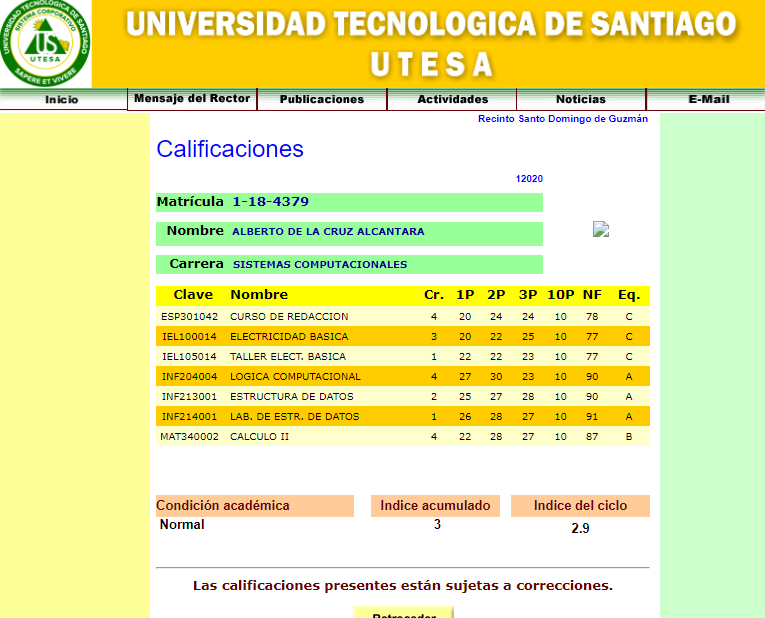 UNIVERSIDAD TECNOLOGICA DE SANTIAGO
SISTEMA CORPORATIVO
UTESA
SAPERE ET VIVERE
UNIVERSIDAD TECNOLOGICA DE SANTIAGO
UTESA
Inicio Mensaje del Rector Publicaciones Actividades Noticias E-Mail
Recinto Santo Domingo de Guzmán
Calificaciones
12020
Matrícula 1-18-4379
Nombre ALBERTO DE LA CRUZ ALCANTARA
Carrera SISTEMAS COMPUTACIONALES
Clave Nombre Cr. 1P 2P 3P 10P NF Eq.
ESP301042 CURSO DE REDACCION 4 20 24 24 10 78 C
IEL100014 ELECTRICIDAD BASICA 3 20 22 25 10 77 C
IEL105014 TALLER ELECT. BASICA 1 22 22 23 10 77 C
INF204004 LOGICA COMPUTACIONAL 4 27 30 23 10 90 A
INF213001 ESTRUCTURA DE DATOS 2 25 27 28 10 90 A
INF214001 LAB. DE ESTR. DE DATOS 1 26 28 27 10 91 A
MAT340002 CALCULO II 4 22 28 27 10 87 B
Condición académica Indice acumulado Indice del ciclo
Normal 3 2.9
Las calificaciones presentes están sujetas a correcciones.
Retroceder